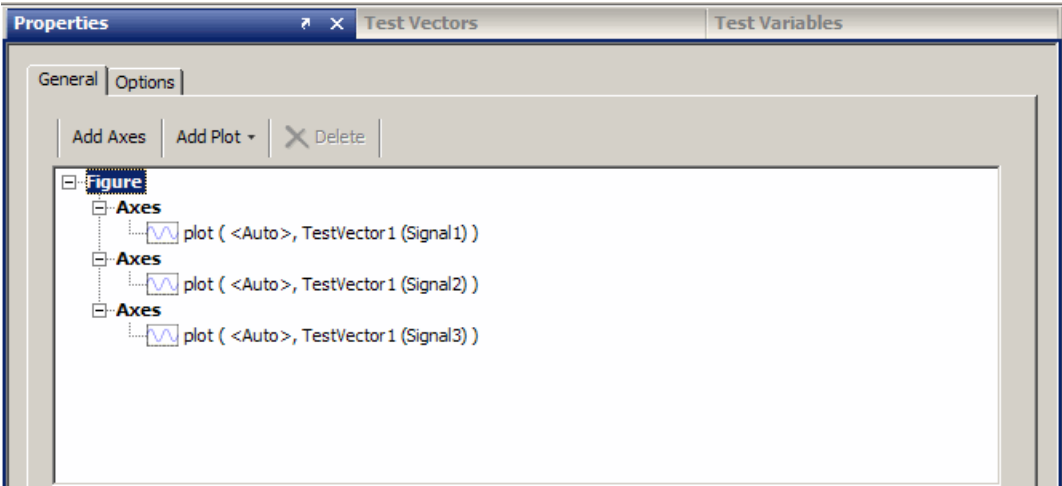 Properties Test Vectors Test Variables
General Options
Add Axes Add Plot Delete
Figure
Axes
plot ( <Auto>, TestVector1 (Signal1) )
Axes
plot ( <Auto>, TestVector1 (Signal2) )
Axes
plot ( <Auto>, TestVector1 (Signal3) )